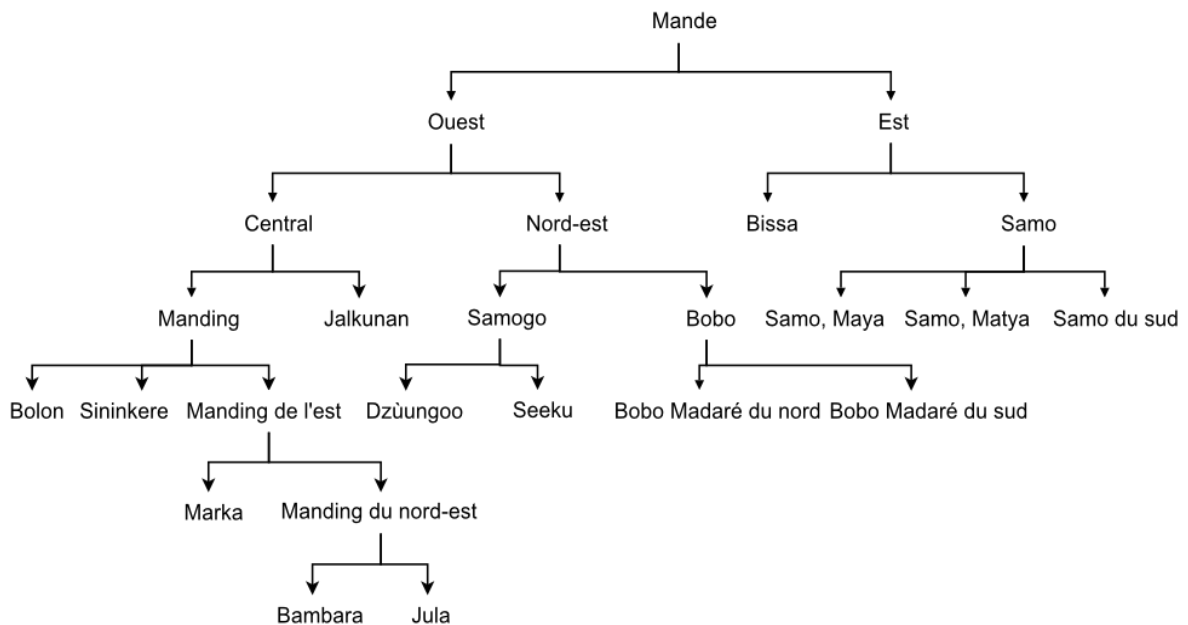 Mande
Ouest
Est
Central
Nord-est
Bissa
Samo
Manding
Jalkunan
Samogo
Bobo
Samo, Maya
Samo, Matya
Samo du sud
Bolon
Sininkere
Manding de l'est
Dzùungoo
Seeku
Bobo Madaré du nord
Bobo Madaré du sud
Marka
Manding du nord-est
Bambara
Jula